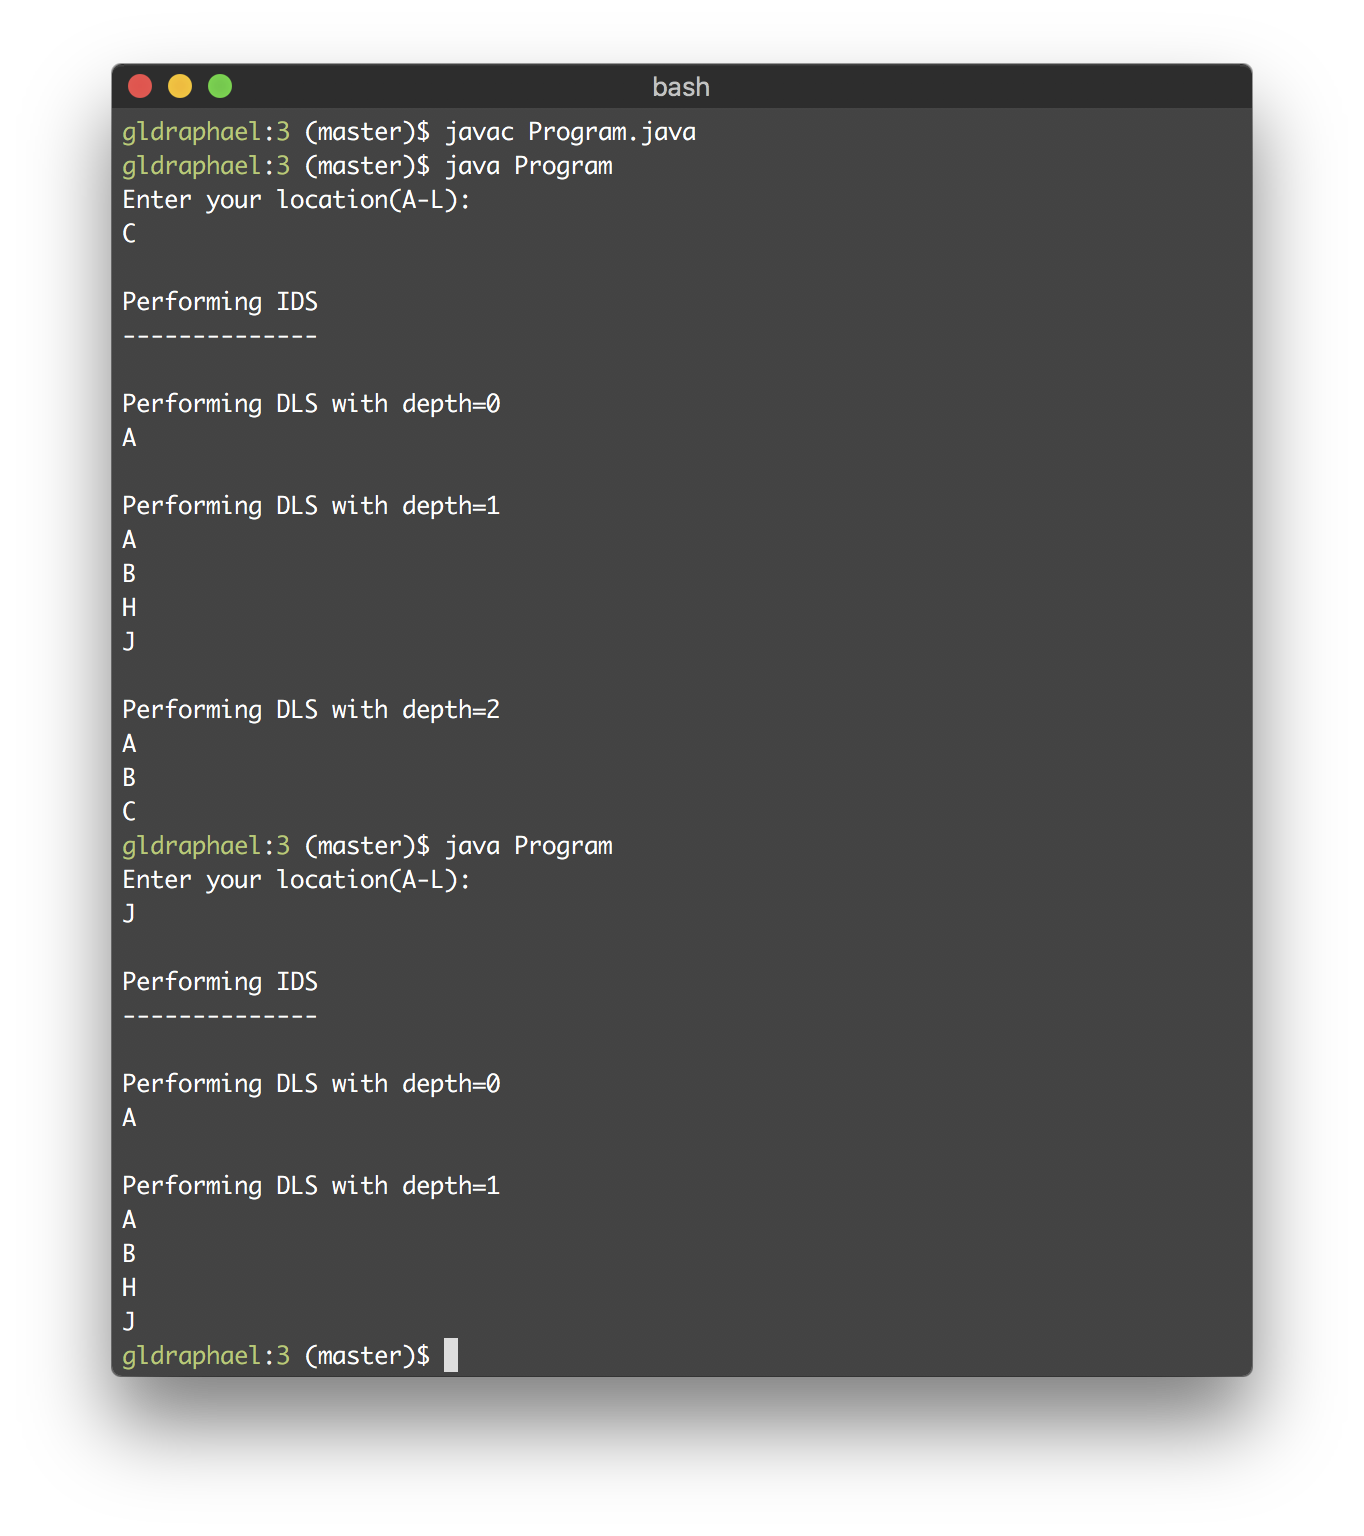 bash
gldraphael:3 (master)$ javac Program.java
gldraphael:3 (master)$ java Program
Enter your location(A-L):
C
Performing IDS
--------------
Performing DLS with depth=0
A
Performing DLS with depth=1
A
B
H
J
Performing DLS with depth=2
A
B
C
gldraphael:3 (master)$ java Program
Enter your location(A-L):
J
Performing IDS
--------------
Performing DLS with depth=0
A
Performing DLS with depth=1
A
B
H
J
gldraphael:3 (master)$